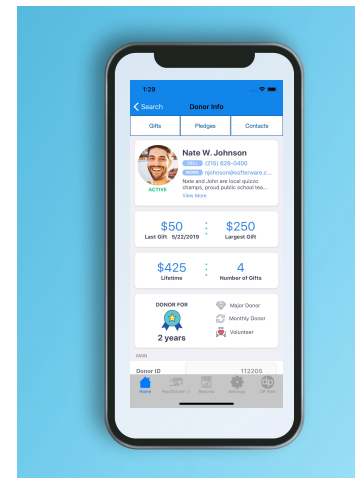 1:29
Search
Donor Info
Gifts Pledges Contacts
Nate W. Johnson
CELL (215) 628-0400
WORK njohnson@softerware.c...
Nate and John are local quizzo
champs, proud public school tea...
View More
ACTIVE
$50 $250
Last Gift 5/22/2019 Largest Gift
$425 4
Lifetime Number of Gifts
DONOR FOR
2 years
Major Donor
Monthly Donor
Volunteer
MAIN
Donor ID 112205
Home Reports Settings